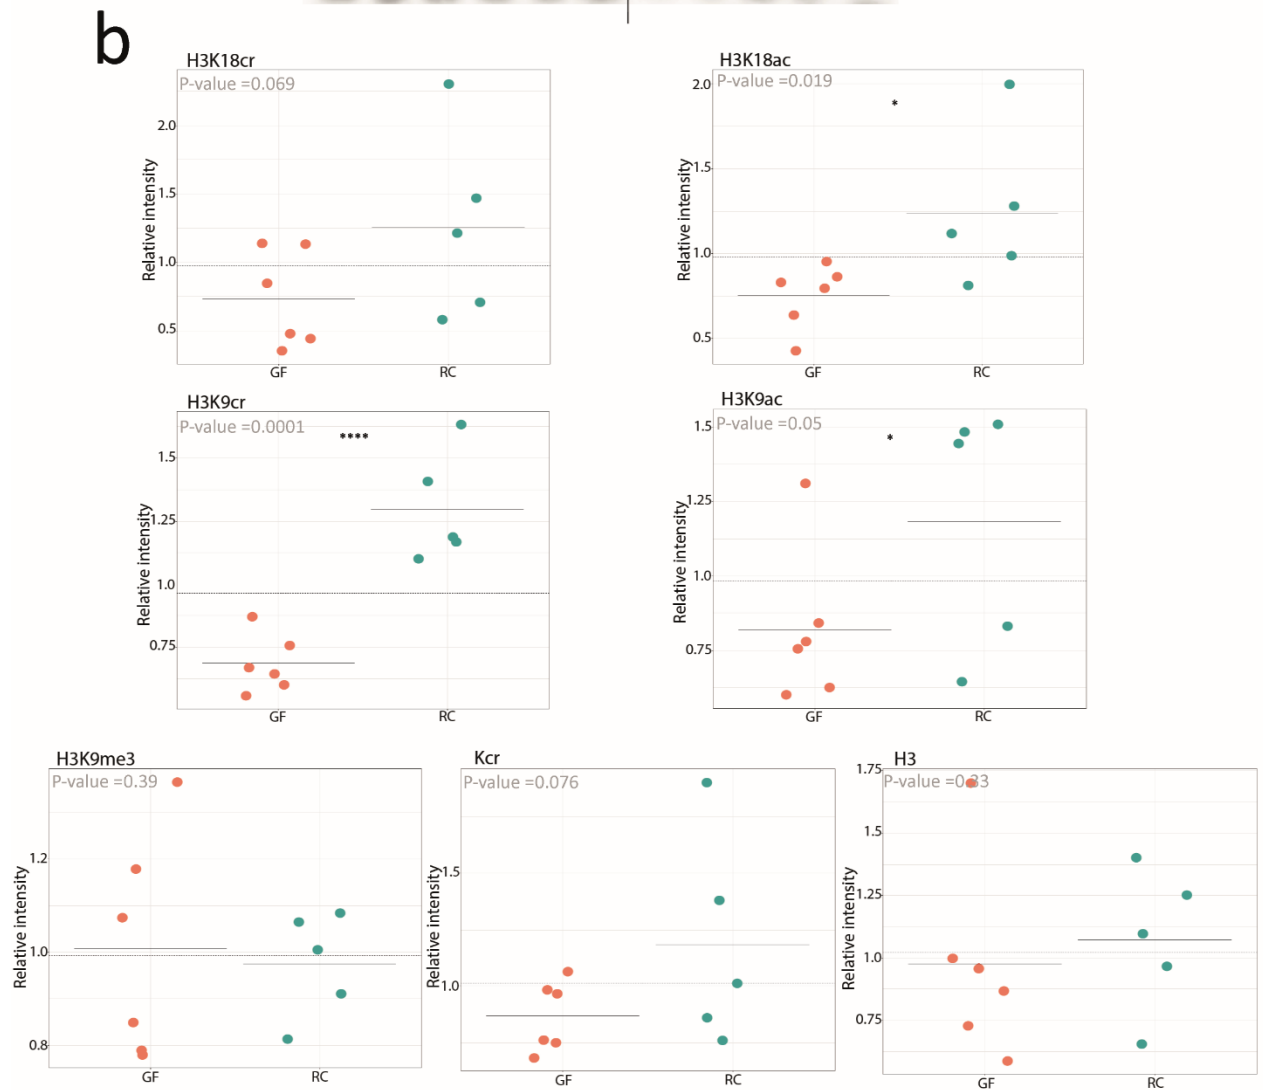 b
H3K18cr
P-value =0.069
Relative intensity
2.0
1.5
1.0
0.5
GF
RC
H3K18ac
P-value =0.019
*
Relative intensity
2.0
1.5
1.0
0.5
GF
RC
H3K9cr
P-value =0.0001
****
Relative intensity
1.5
1.25
1.0
0.75
GF
RC
H3K9ac
P-value =0.05
*
Relative intensity
1.5
1.25
1.0
0.75
GF
RC
H3K9me3
P-value =0.39
Relative intensity
1.2
1.0
0.8
GF
RC
Kcr
P-value =0.076
Relative intensity
1.5
1.0
GF
RC
H3
P-value =0.33
Relative intensity
1.75
1.5
1.25
1.0
0.75
GF
RC